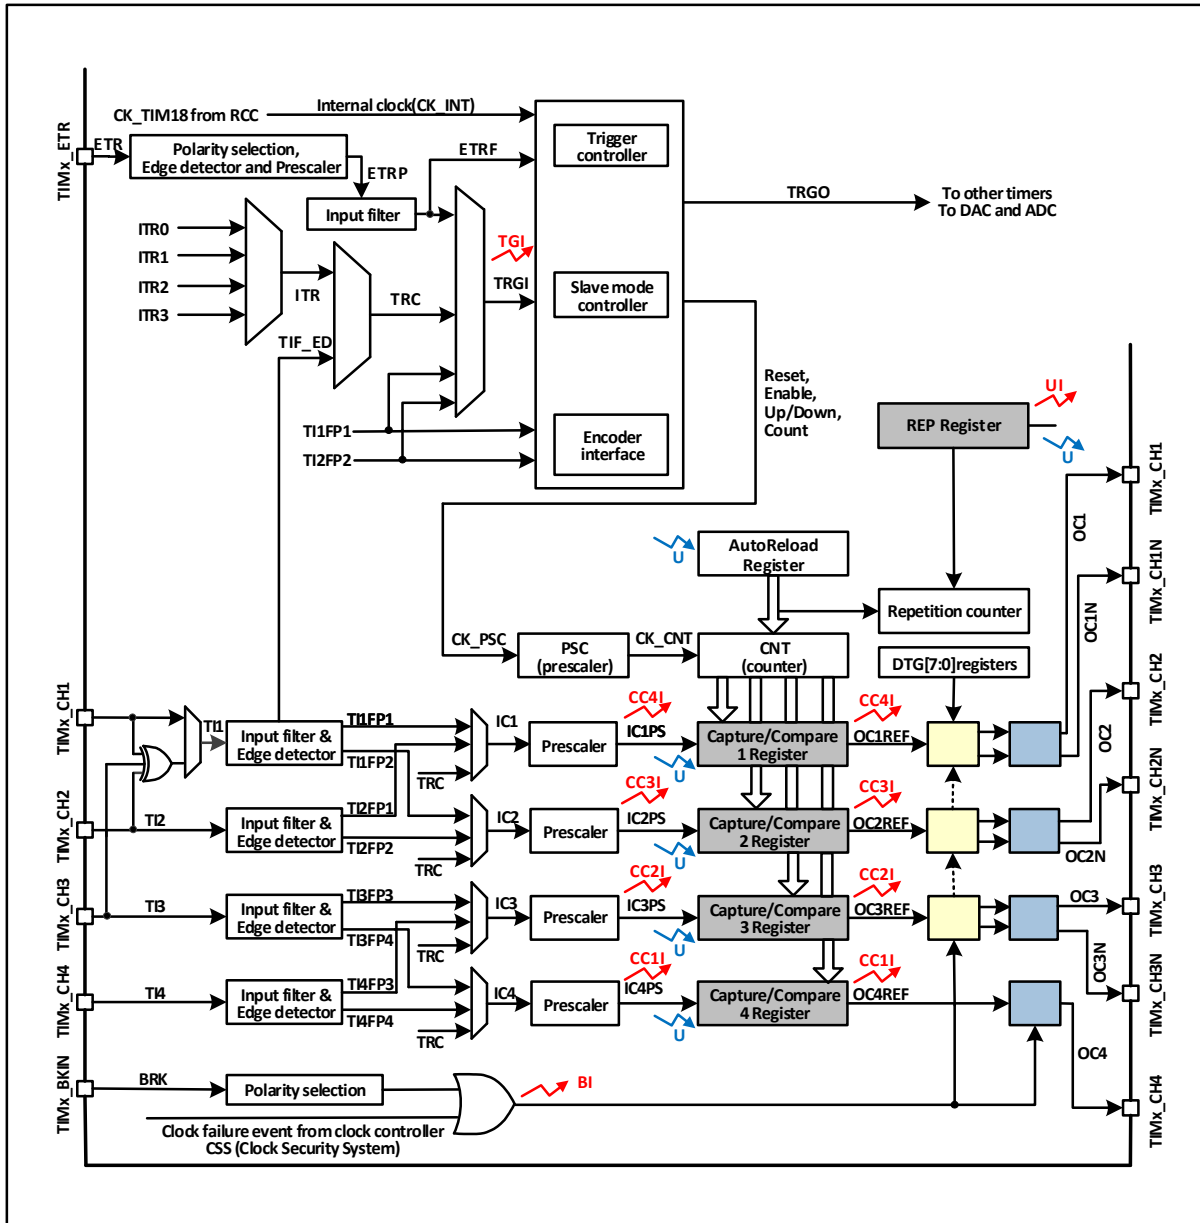 CK_TIM18 from RCC
Internal clock(CK_INT)
TIMx_ETR
ETR
Polarity selection,
Edge detector and Prescaler
ETRP
Input filter
ETRF
Trigger
controller
TRGO
To other timers
To DAC and ADC
ITR0
ITR1
ITR2
ITR3
ITR
TRC
TGI
TRGI
Slave mode
controller
TIF_ED
TI1FP1
TI2FP2
Encoder
interface
Reset,
Enable,
Up/Down,
Count
UI
REP Register
U
TIMx_CH1
OC1
U
AutoReload
Register
TIMx_CH1N
OC1N
Repetition counter
CK_PSC
PSC
(prescaler)
CK_CNT
CNT
(counter)
DTG[7:0]registers
TIMx_CH2
OC2
TIMx_CH1
TI1
Input filter &
Edge detector
TI1FP1
TI1FP2
TRC
IC1
Prescaler
CC4I
IC1PS
U
Capture/Compare
1 Register
CC4I
OC1REF
TIMx_CH2N
OC2N
TIMx_CH2
TI2
Input filter &
Edge detector
TI2FP1
TI2FP2
TRC
IC2
Prescaler
CC3I
IC2PS
U
Capture/Compare
2 Register
CC3I
OC2REF
TIMx_CH3
TI3
Input filter &
Edge detector
TI3FP3
TI3FP4
TRC
IC3
Prescaler
CC2I
IC3PS
U
Capture/Compare
3 Register
CC2I
OC3REF
OC3
TIMx_CH3
OC3N
TIMx_CH3N
TIMx_CH4
TI4
Input filter &
Edge detector
TI4FP3
TI4FP4
TRC
IC4
Prescaler
CC1I
IC4PS
U
Capture/Compare
4 Register
CC1I
OC4REF
OC4
TIMx_CH4
TIMx_BKIN
BRK
Polarity selection
BI
Clock failure event from clock controller
CSS (Clock Security System)